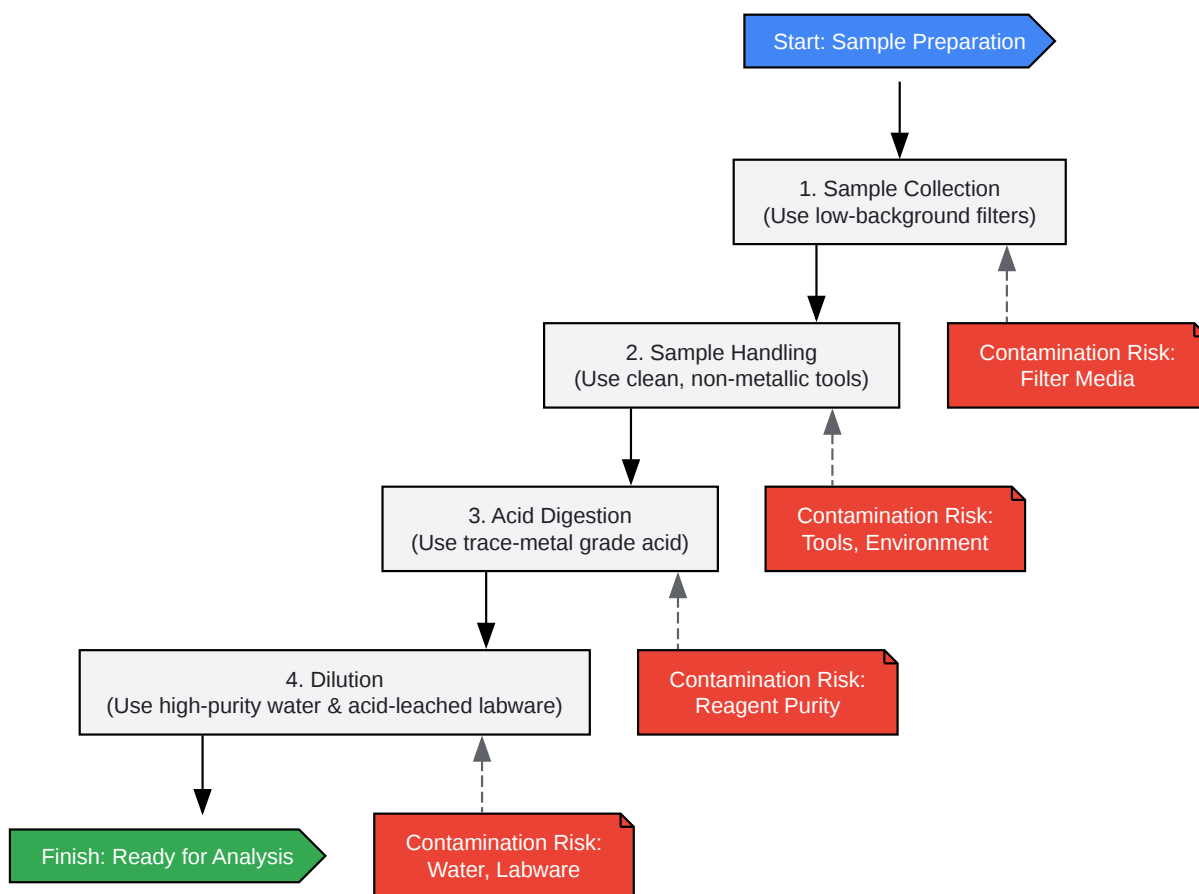 Start: Sample Preparation
1. Sample Collection
(Use low-background filters)
2. Sample Handling
(Use clean, non-metallic tools)
Contamination Risk:
Filter Media
3. Acid Digestion
(Use trace-metal grade acid)
Contamination Risk:
Tools, Environment
4. Dilution
(Use high-purity water & acid-leached labware)
Contamination Risk:
Reagent Purity
Finish: Ready for Analysis
Contamination Risk:
Water, Labware